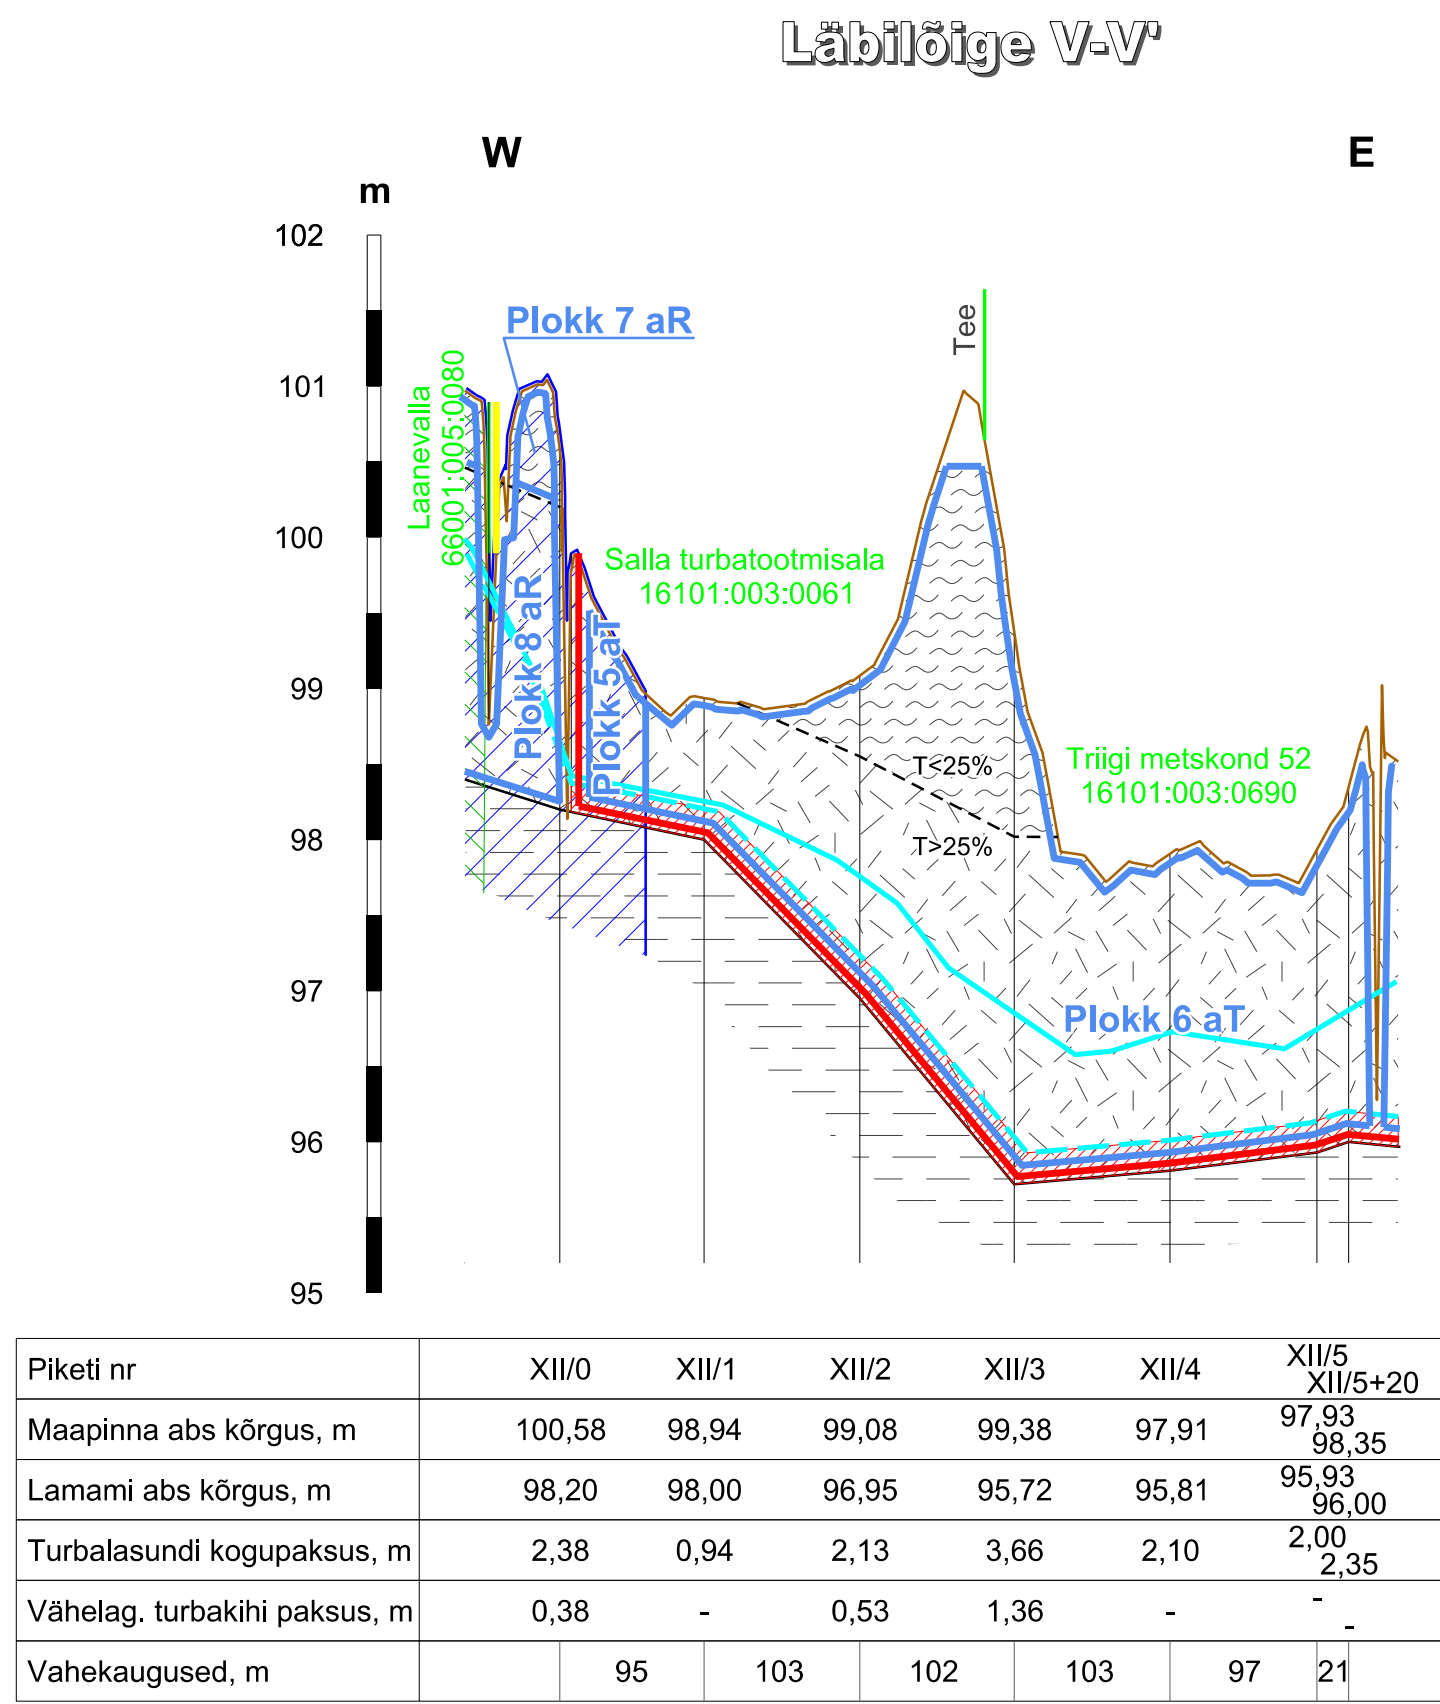 Läbilõige V-V'
W
E
m
102
101
100
99
98
97
96
95
Plokk 7 aR
Laanevalla
66001:005:0080
Tee
Salla turbatootmisala
16101:003:0061
Plokk 8 aR
Plokk 5 aT
T<25%
T>25%
Triigi metskond 52
16101:003:0690
Plokk 6 aT
Piketi nr XII/0 XII/1 XII/2 XII/3 XII/4 XII/5 XII/5+20
Maapinna abs kõrgus, m 100,58 98,94 99,08 99,38 97,91 97,93 98,35
Lamami abs kõrgus, m 98,20 98,00 96,95 95,72 95,81 95,93 96,00
Turbalasundi kogupaksus, m 2,38 0,94 2,13 3,66 2,10 2,00 2,35
Vähelag. turbakihi paksus, m 0,38 - 0,53 1,36 - - -
Vahekaugused, m 95 103 102 103 97 21